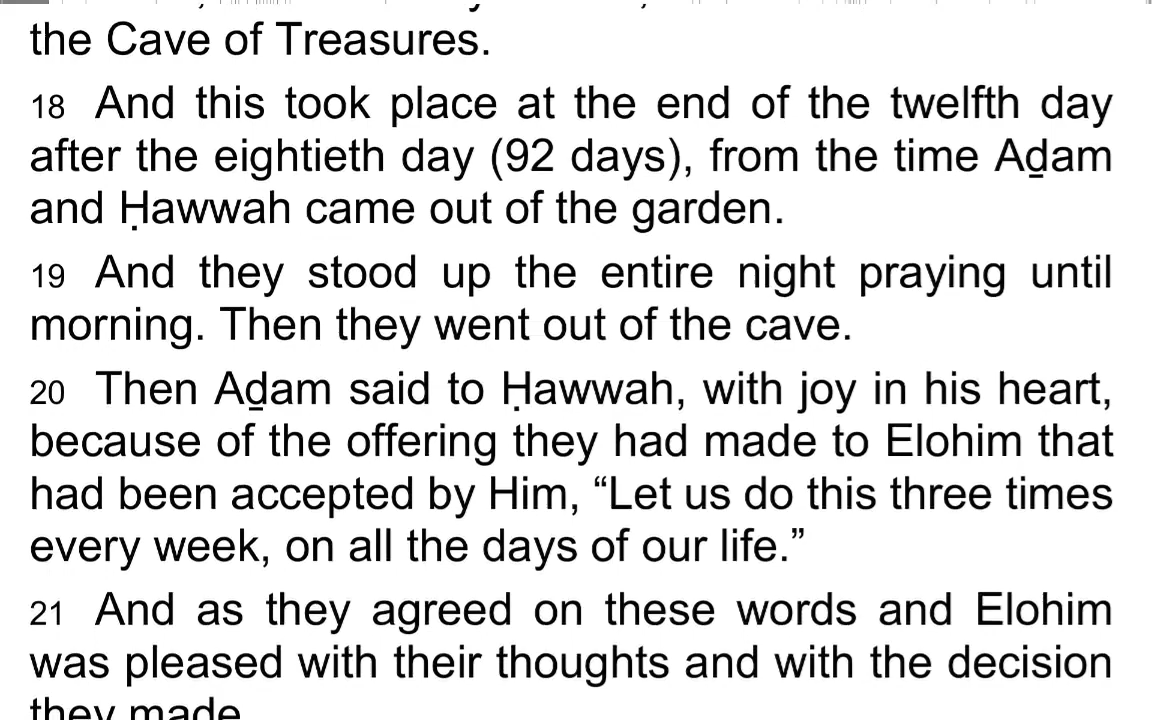 the Cave of Treasures.
18 And this took place at the end of the twelfth day
after the eightieth day (92 days), from the time Aḏam
and Ḥawwah came out of the garden.
19 And they stood up the entire night praying until
morning. Then they went out of the cave.
20 Then Aḏam said to Ḥawwah, with joy in his heart,
because of the offering they had made to Elohim that
had been accepted by Him, “Let us do this three times
every week, on all the days of our life.”
21 And as they agreed on these words and Elohim
was pleased with their thoughts and with the decision
they made